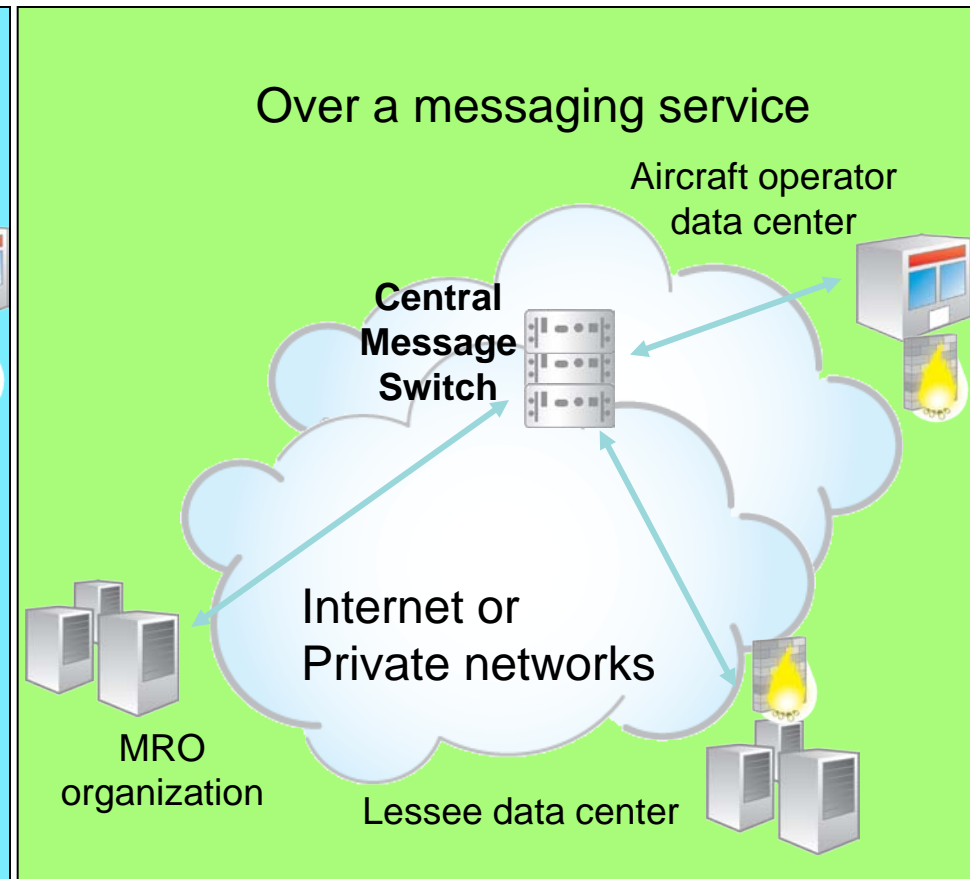 Over a messaging service
Aircraft operator
data center
Central
Message
Switch
Internet or
Private networks
MRO
organization
Lessee data center